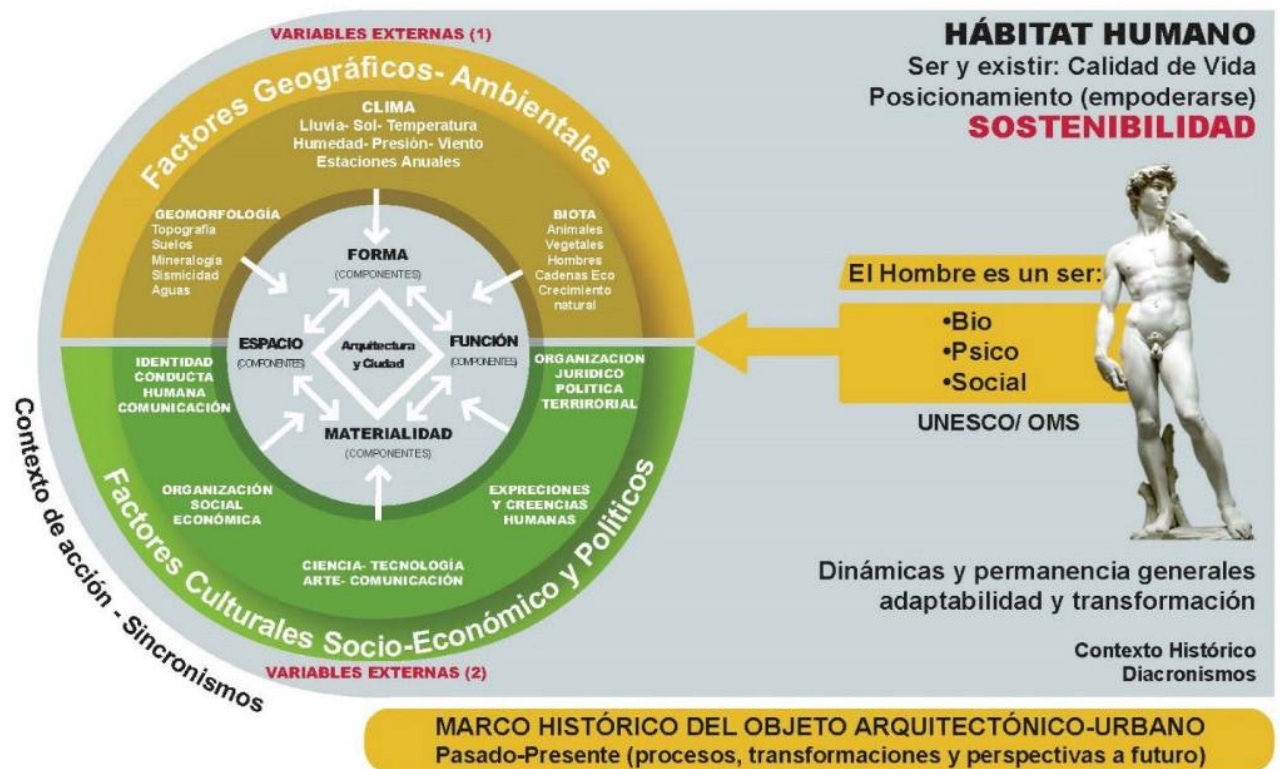 VARIABLES EXTERNAS (1)
Factores Geográficos- Ambientales
CLIMA
Lluvia- Sol- Temperatura
Humedad- Presión- Viento
Estaciones Anuales
GEOMORFOLOGÍA
Topografia
Suelos
Mineralogía
Sismicidad
Aguas
BIOTA
Animales
Vegetales
Hombres
Cadenas Eco
Crecimiento
natural
FORMA
(COMPONENTES)
ESPACIO
(COMPONENTES)
Arquitectura
y Ciudad
FUNCIÓN
(COMPONENTES)
MATERIALIDAD
(COMPONENTES)
IDENTIDAD
CONDUCTA
HUMANA
COMUNICACIÓN
ORGANIZACION
JURIDICO
POLITICA
TERRIRORIAL
ORGANIZACIÓN
SOCIAL
ECONÓMICA
EXPRECIONES
Y CREENCIAS
HUMANAS
CIENCIA- TECNOLOGÍA
ARTE- COMUNICACIÓN
Factores Culturales Socio-Económico y Politicos
VARIABLES EXTERNAS (2)
Contexto de acción - Sincronismos
HÁBITAT HUMANO
Ser y existir: Calidad de Vida
Posicionamiento (empoderarse)
SOSTENIBILIDAD
El Hombre es un ser:
•Bio
•Psico
•Social
UNESCO/ OMS
Dinámicas y permanencia generales
adaptabilidad y transformación
Contexto Histórico
Diacronismos
MARCO HISTÓRICO DEL OBJETO ARQUITECTÓNICO-URBANO
Pasado-Presente (procesos, transformaciones y perspectivas a futuro)